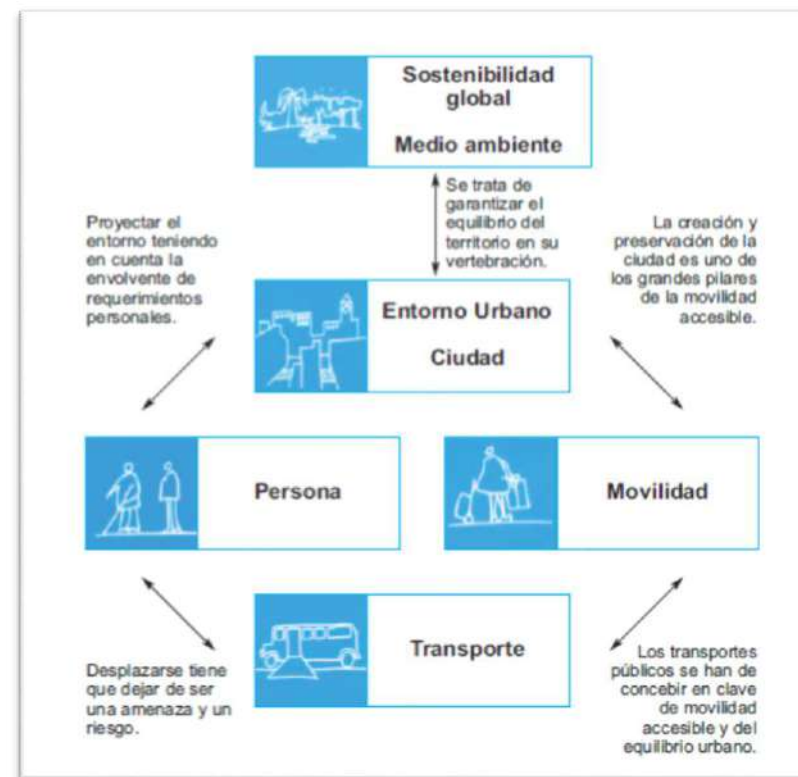 Sostenibilidad
global
Medio ambiente
Se trata de
garantizar el
equilibrio del
territorio en su
vertebración.
Proyectar el
entorno teniendo
en cuenta la
envolvente de
requerimientos
personales.
La creación y
preservación de la
ciudad es uno de
los grandes pilares
de la movilidad
accesible.
Entorno Urbano
Ciudad
Persona
Movilidad
Transporte
Desplazarse tiene
que dejar de ser
una amenaza y un
riesgo.
Los transportes
públicos se han de
concebir en clave
de movilidad
accesible y del
equilibrio urbano.